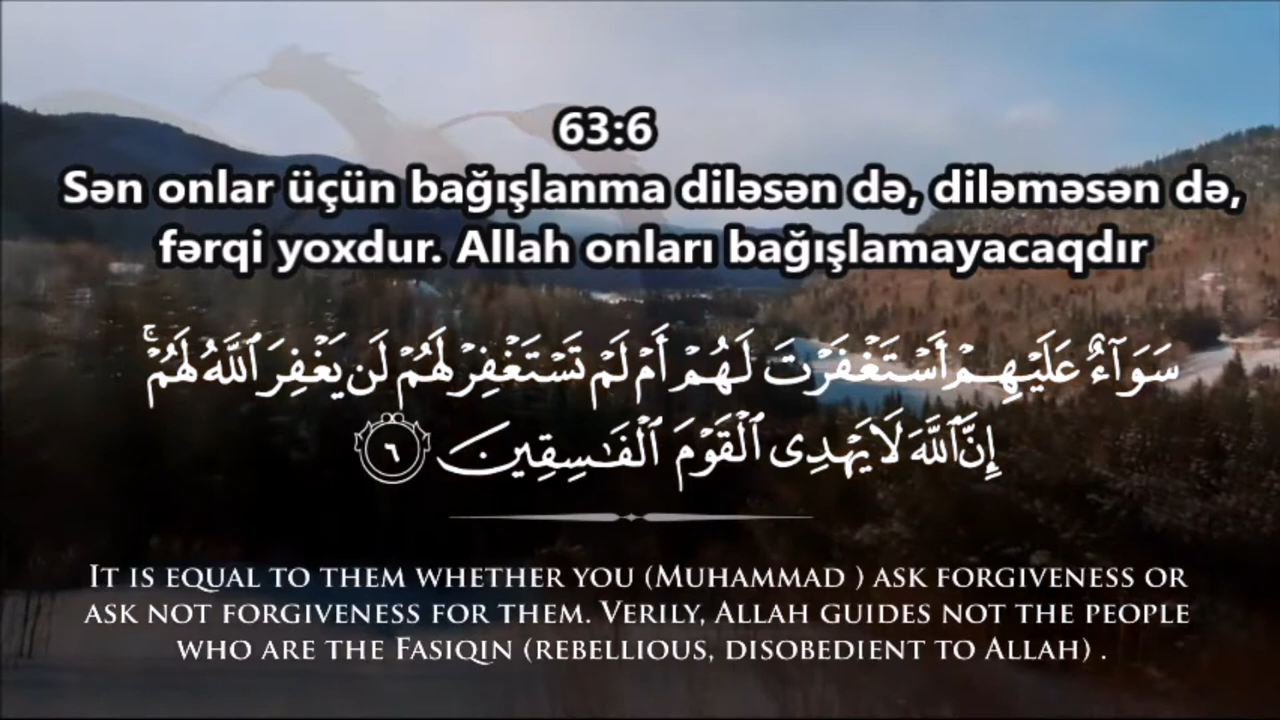 63:6
Sən onlar üçün bağışlanma diləsən də, diləməsən də,
fərqi yoxdur. Allah onları bağışlamayacaqdır
سَوَآءٌ عَلَيْهِمْ أَسْتَغْفَرْتَ لَهُمْ أَمْ لَمْ تَسْتَغْفِرْ لَهُمْ لَن يَغْفِرَ ٱللَّهُ لَهُمْۚ
إِنَّ ٱللَّهَ لَا يَهْدِى ٱلْقَوْمَ ٱلْفَـٰسِقِينَ ٦
It is equal to them whether you (Muhammad ) ask forgiveness or
ask not forgiveness for them. Verily, Allah guides not the people
who are the Fasiqin (rebellious, disobedient to Allah) .